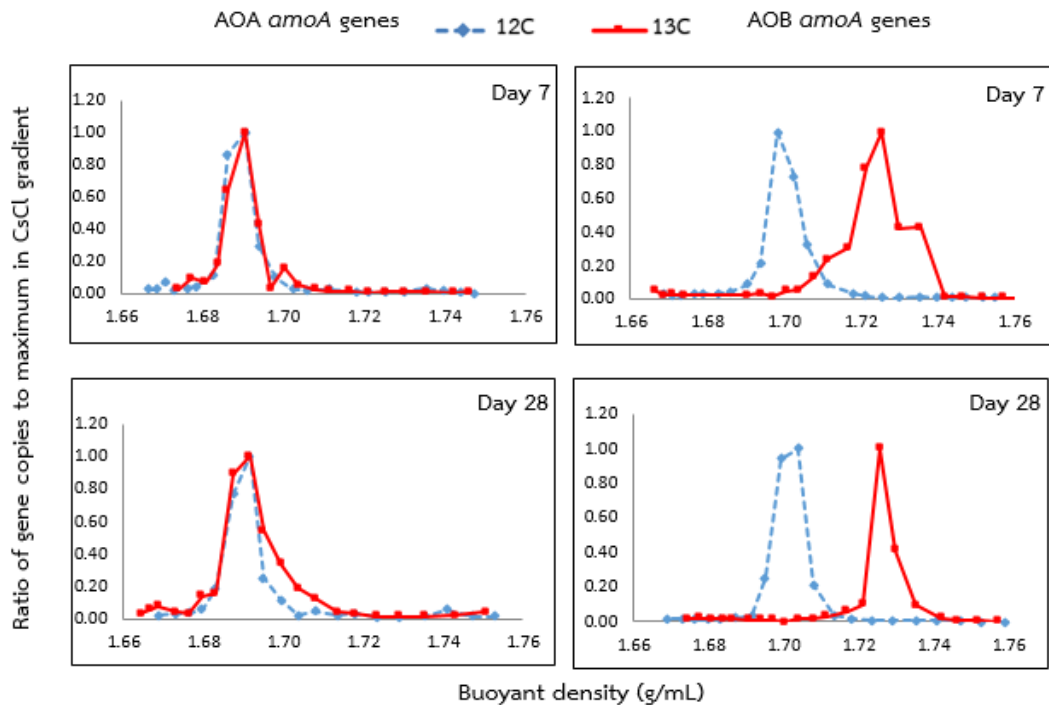 AOA amoA genes 12C 13C AOB amoA genes
Ratio of gene copies to maximum in CsCl gradient
Day 7
1.20
1.00
0.80
0.60
0.40
0.20
0.00
1.66 1.68 1.70 1.72 1.74 1.76
Day 7
1.20
1.00
0.80
0.60
0.40
0.20
0.00
1.66 1.68 1.70 1.72 1.74 1.76
Day 28
1.20
1.00
0.80
0.60
0.40
0.20
0.00
1.66 1.68 1.70 1.72 1.74 1.76
Day 28
1.20
1.00
0.80
0.60
0.40
0.20
0.00
1.66 1.68 1.70 1.72 1.74 1.76
Buoyant density (g/mL)